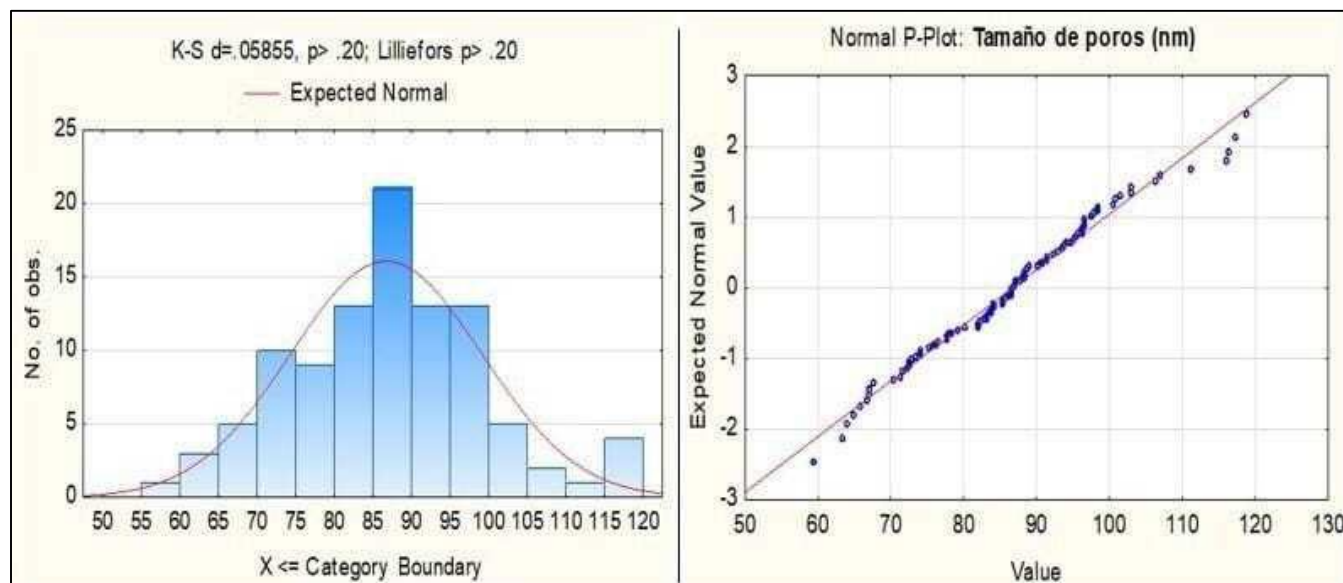 K-S d=.05855, p> .20; Lilliefors p> .20
Expected Normal
25
20
15
10
5
0
No. of obs.
50 55 60 65 70 75 80 85 87 90 95 100 105 110 115 120 122
X <= Category Boundary
Normal P-Plot: Tamaño de poros (nm)
3
2
1
0
-1
-2
-3
Expected Normal Value
50 60 70 80 90 100 110 120 130
Value